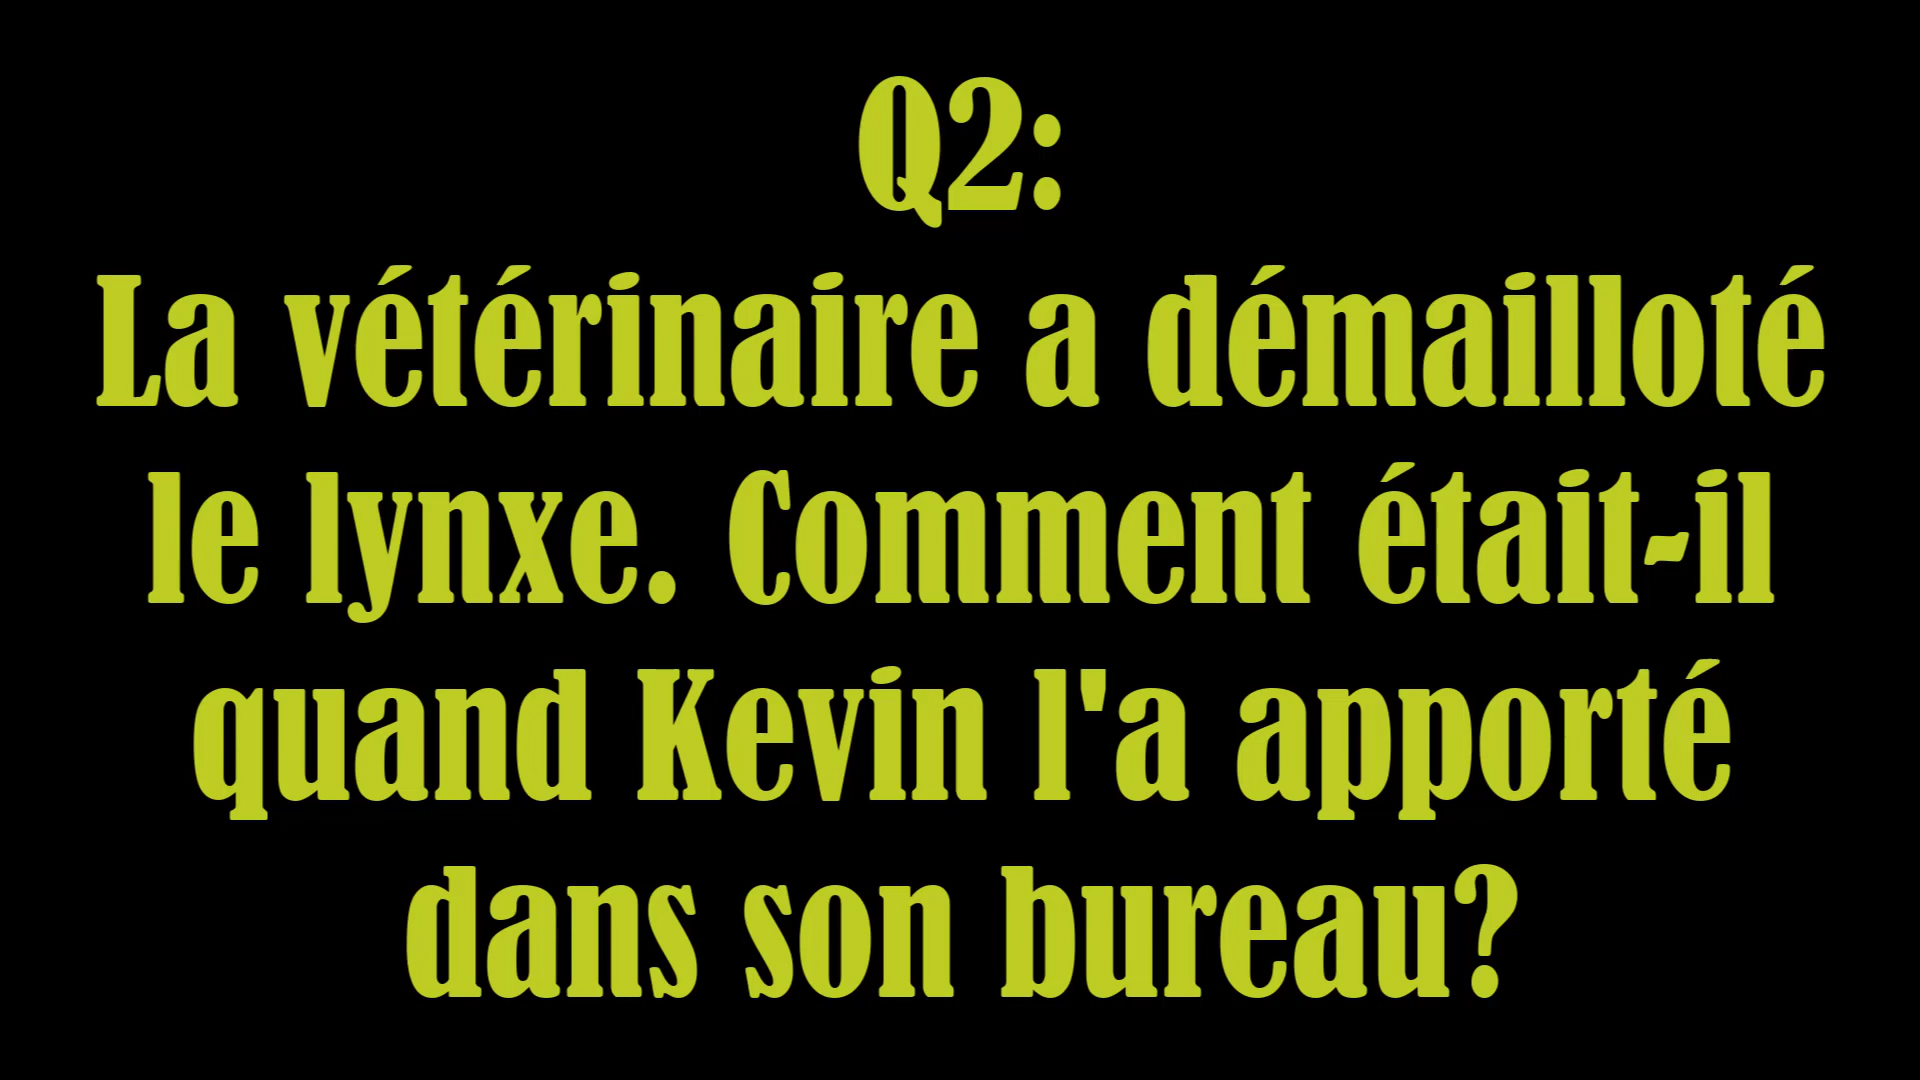 Q2:
La vétérinaire a démailloté
le lynxe. Comment était-il
quand Kevin l'a apporté
dans son bureau?